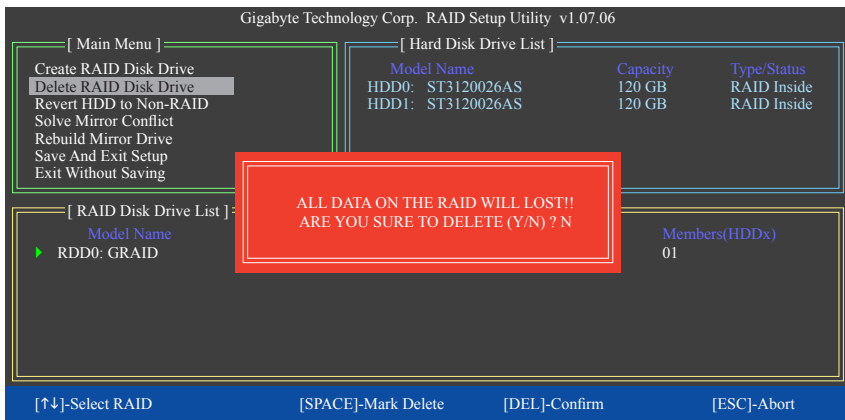 Gigabyte Technology Corp. RAID Setup Utility v1.07.06
[ Main Menu ]
Create RAID Disk Drive
Delete RAID Disk Drive
Revert HDD to Non-RAID
Solve Mirror Conflict
Rebuild Mirror Drive
Save And Exit Setup
Exit Without Saving
[ Hard Disk Drive List ]
Model Name Capacity Type/Status
HDD0: ST3120026AS 120 GB RAID Inside
HDD1: ST3120026AS 120 GB RAID Inside
ALL DATA ON THE RAID WILL LOST!!
ARE YOU SURE TO DELETE (Y/N) ? N
[ RAID Disk Drive List ]
Model Name Members(HDDx)
RDD0: GRAID 01
[↑↓]-Select RAID [SPACE]-Mark Delete [DEL]-Confirm [ESC]-Abort